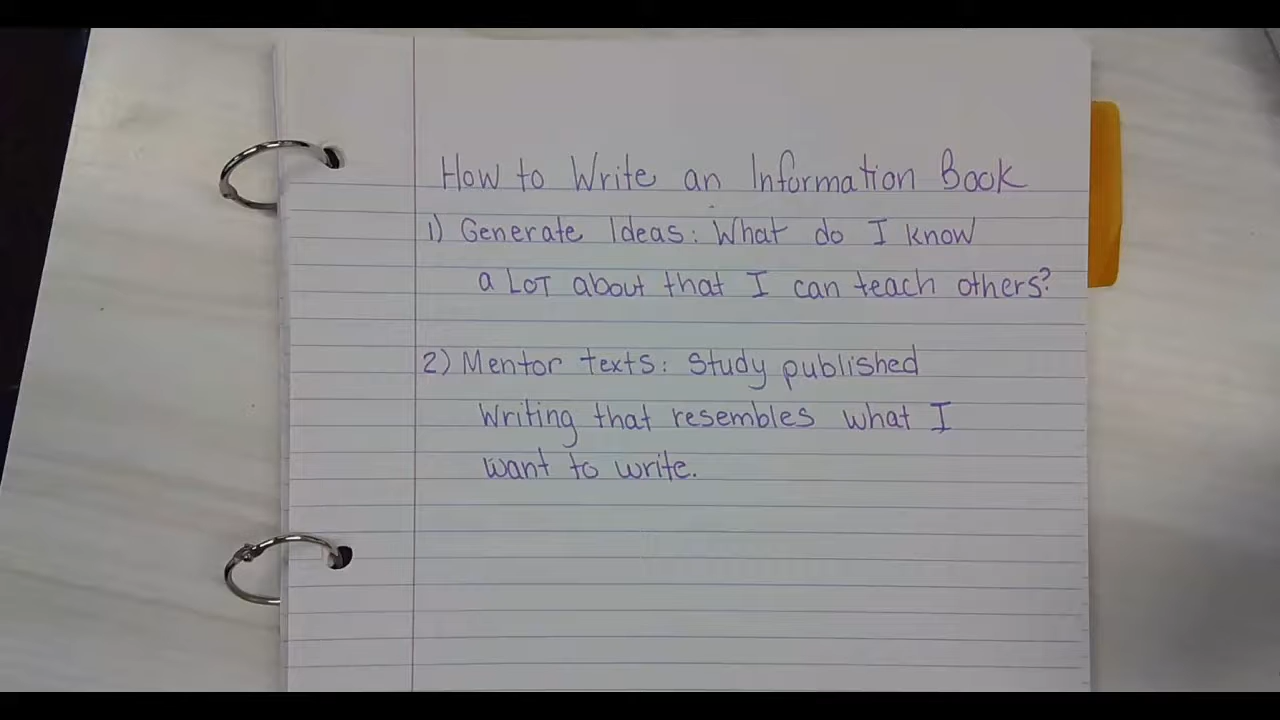 How to Write an Information Book
1) Generate Ideas: What do I know
a LOT about that I can teach others?
2) Mentor texts: Study published
writing that resembles what I
want to write.